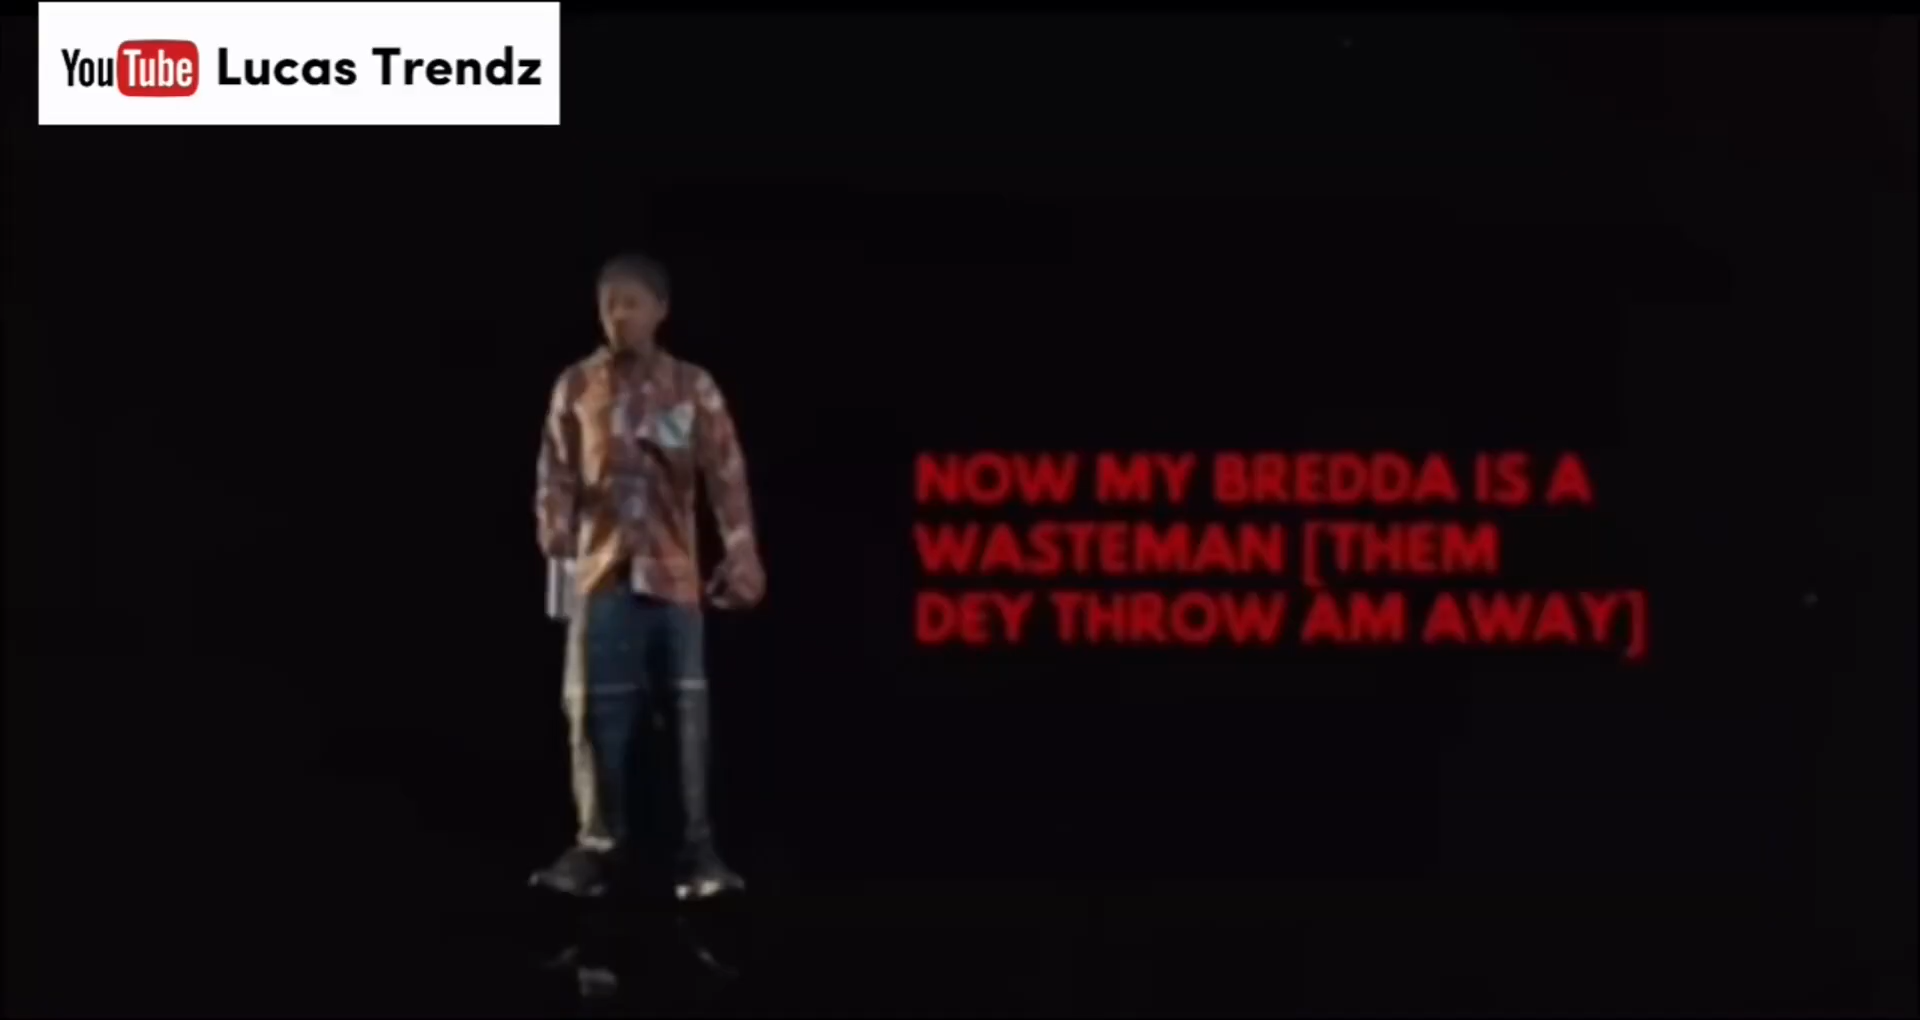 YouTube Lucas Trendz
NOW MY BREDDA IS A
WASTEMAN [THEM
DEY THROW AM AWAY]